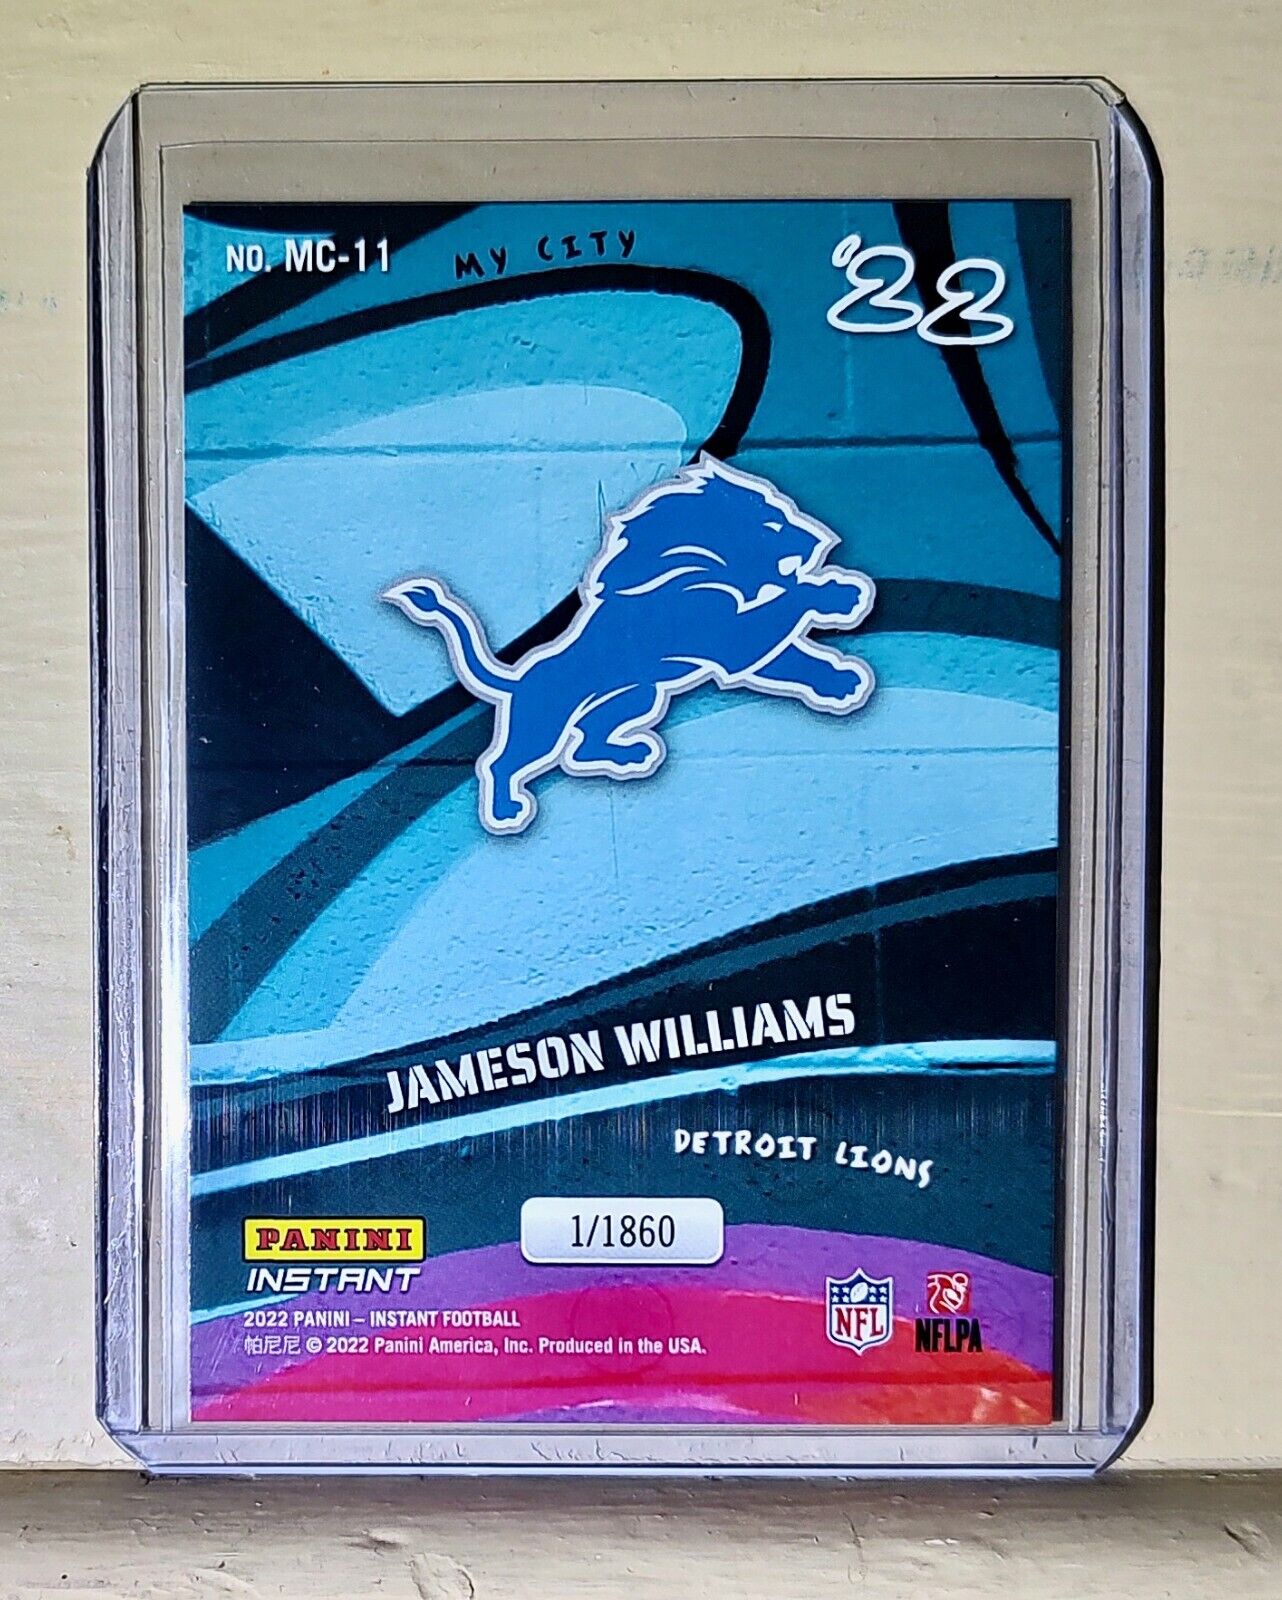 NO. MC-11
MY CITY
'22
JAMESON WILLIAMS
DETROIT LIONS
1/1860
PANINI
INSTANT
2022 PANINI – INSTANT FOOTBALL
帕尼尼 © 2022 Panini America, Inc. Produced in the USA.
NFL
NFLPA